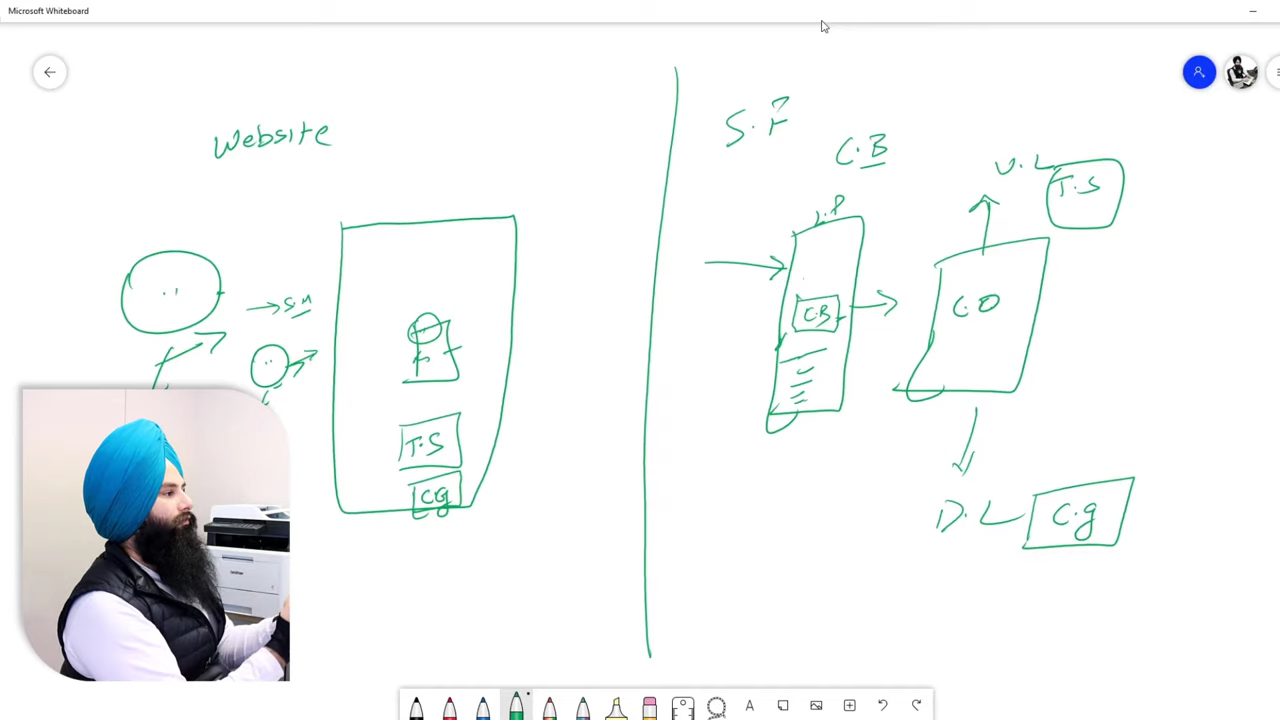 Microsoft Whiteboard
Website
→ S.M
T.S
CG
S.F
C.B
L.P
C.B
C.O
U.L
T.S
D.L
C.g
A